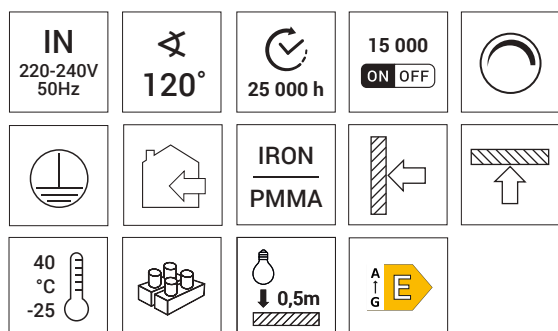 IN
220-240V
50Hz
120°
25 000 h
15 000
ON OFF
IRON
PMMA
40
°C
-25
0,5m
A
G
E